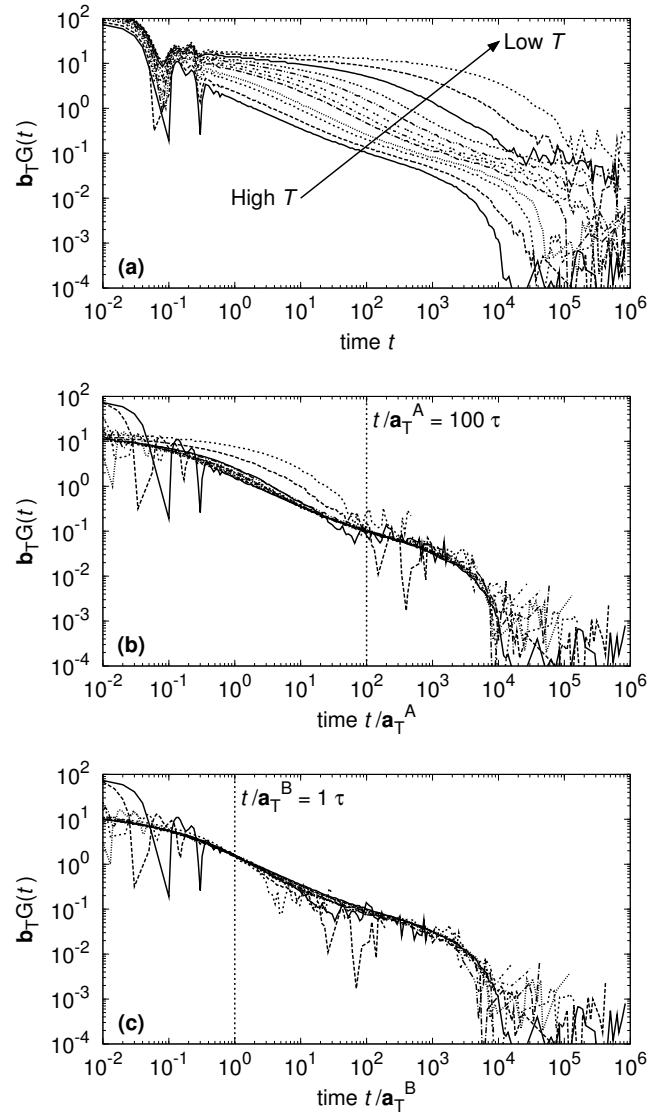 10² 10¹ 10⁰ 10⁻¹ 10⁻² 10⁻³ 10⁻⁴
b_T G(t)
Low T
High T
(a)
10⁻² 10⁻¹ 10⁰ 10¹ 10² 10³ 10⁴ 10⁵ 10⁶
time t
10² 10¹ 10⁰ 10⁻¹ 10⁻² 10⁻³ 10⁻⁴
b_T G(t)
t/a_T^A = 100 τ
(b)
10⁻² 10⁻¹ 10⁰ 10¹ 10² 10³ 10⁴ 10⁵ 10⁶
time t/a_T^A
10² 10¹ 10⁰ 10⁻¹ 10⁻² 10⁻³ 10⁻⁴
b_T G(t)
t/a_T^B = 1 τ
(c)
10⁻² 10⁻¹ 10⁰ 10¹ 10² 10³ 10⁴ 10⁵ 10⁶
time t/a_T^B